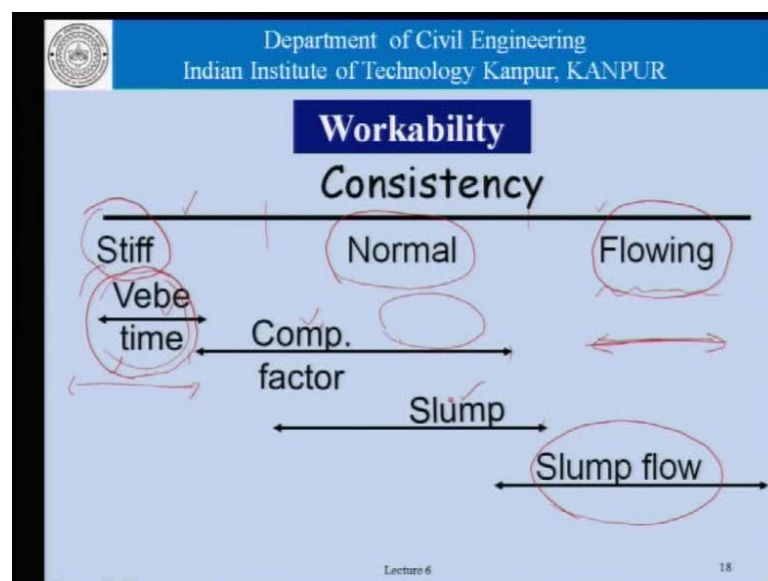 Department of Civil Engineering
Indian Institute of Technology Kanpur, KANPUR
Workability
Consistency
Stiff
Normal
Flowing
Vebe
time
Comp.
factor
Slump
Slump flow
Lecture 6
18